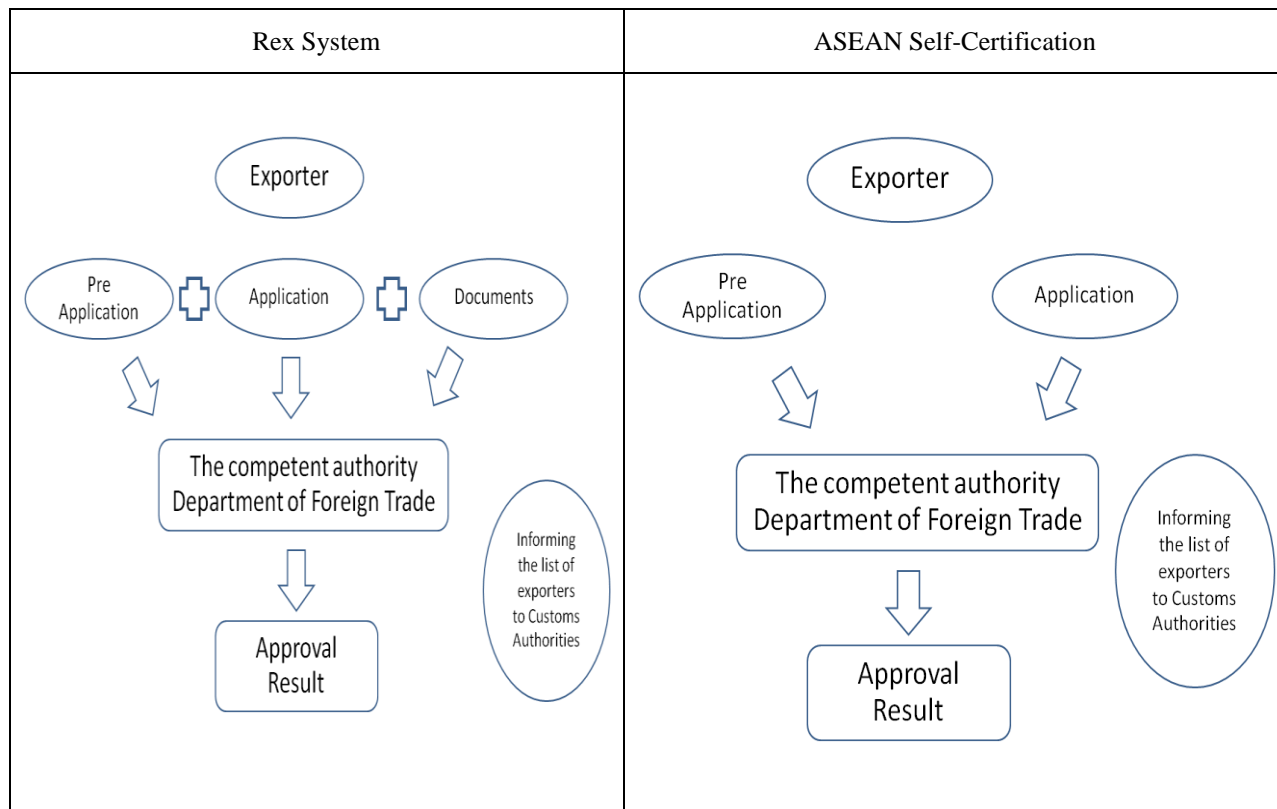 Rex System
ASEAN Self-Certification
Exporter
Pre
Application
Application
Documents
The competent authority
Department of Foreign Trade
Informing
the list of
exporters
to Customs
Authorities
Approval
Result
Exporter
Pre
Application
Application
The competent authority
Department of Foreign Trade
Informing
the list of
exporters
to Customs
Authorities
Approval
Result